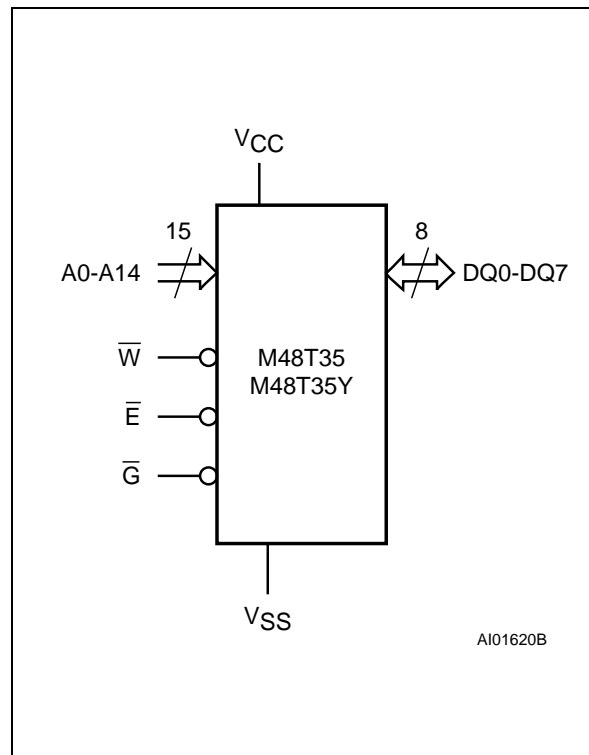 VCC
15
8
A0-A14
DQ0-DQ7
W̅
M48T35
M48T35Y
E̅
G̅
VSS
AI01620B